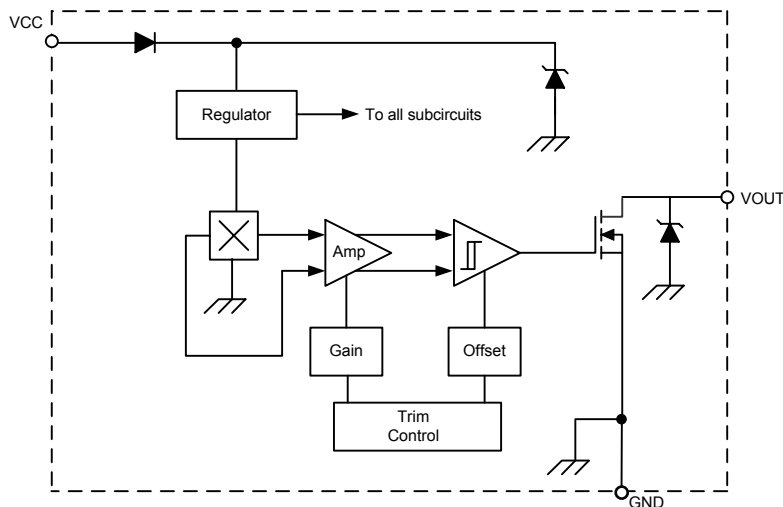 VCC
Regulator
To all subcircuits
VOUT
Amp
Gain
Offset
Trim
Control
GND